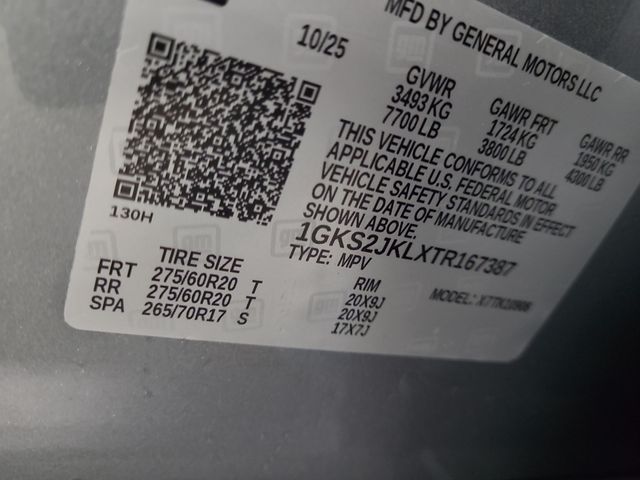 MFD BY GENERAL MOTORS LLC
10/25
GVWR GAWR FRT GAWR RR
3493 KG 1724 KG 1950 KG
7700 LB 3800 LB 4300 LB
THIS VEHICLE CONFORMS TO ALL
APPLICABLE U.S. FEDERAL MOTOR
VEHICLE SAFETY STANDARDS IN EFFECT
ON THE DATE OF MANUFACTURE
SHOWN ABOVE.
130H
1GKS2JKLXTR167387
TYPE: MPV
TIRE SIZE RIM MODEL:
FRT 275/60R20 T 20X9J
RR 275/60R20 T 20X9J
SPA 265/70R17 S 17X7J